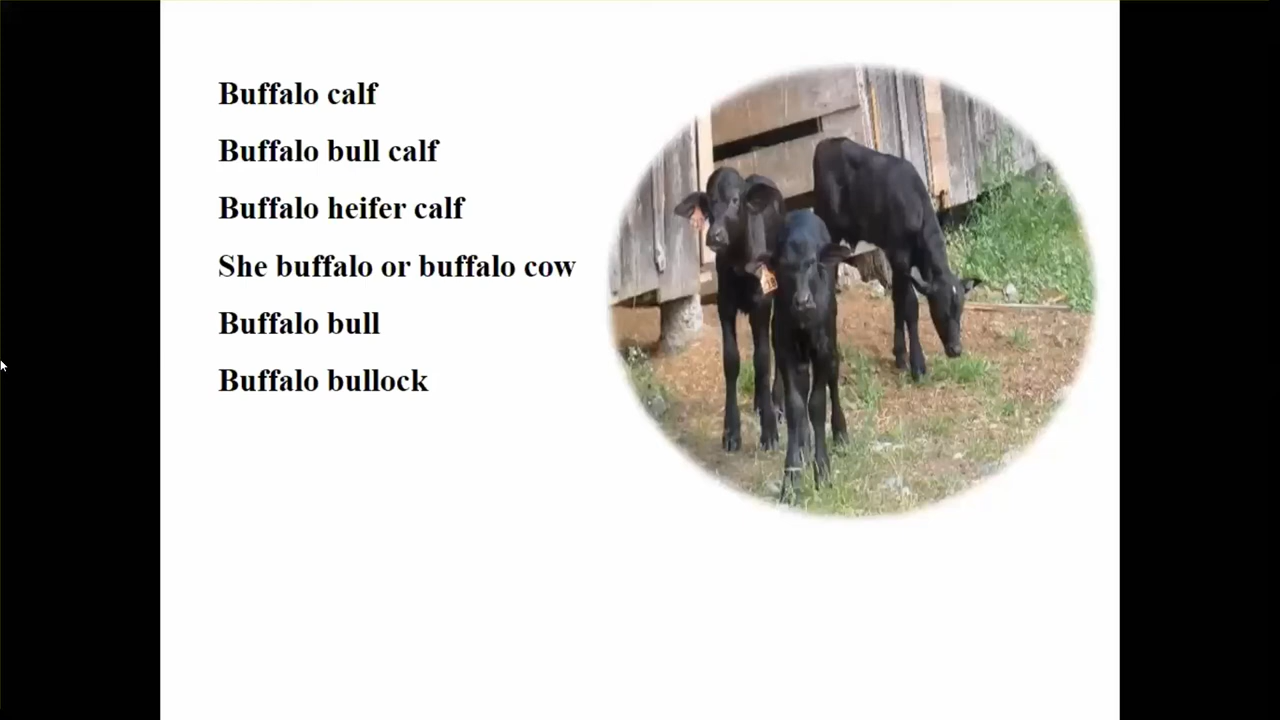 Buffalo calf
Buffalo bull calf
Buffalo heifer calf
She buffalo or buffalo cow
Buffalo bull
Buffalo bullock